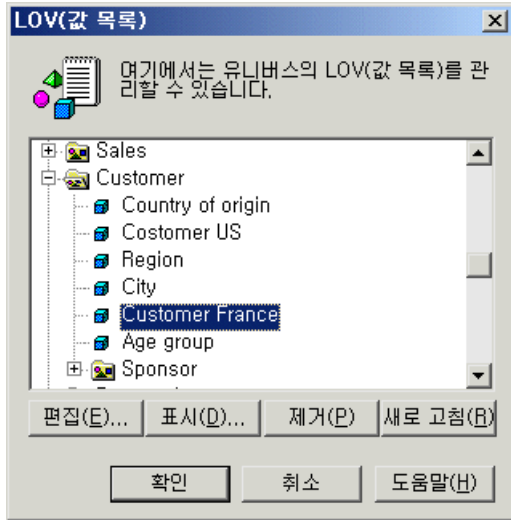 LOV(값 목록)
여기에서는 유니버스의 LOV(값 목록)를 관
리할 수 있습니다.
Sales
Customer
Country of origin
Costomer US
Region
City
Customer France
Age group
Sponsor
편집(E)... 표시(D)... 제거(P) 새로 고침(R)
확인 취소 도움말(H)